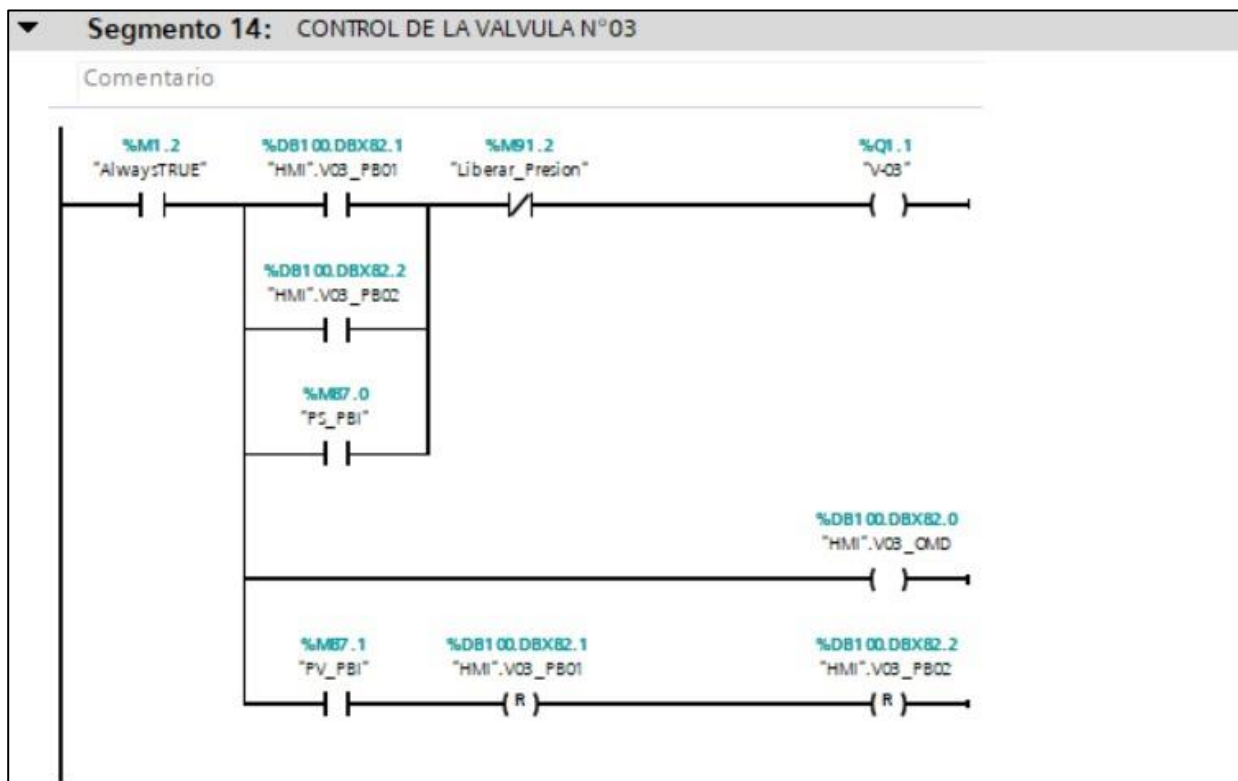 Segmento 14: CONTROL DE LA VALVULA N°03
Comentario
%M1.2
"AlwaysTRUE"
%DB100.DBX82.1
"HMI".V03_PB01
%M91.2
"Liberar_Presion"
%Q1.1
"V-03"
%DB100.DBX82.2
"HMI".V03_PB02
%M87.0
"PS_PBI"
%DB100.DBX82.0
"HMI".V03_OMD
%M87.1
"PV_PBI"
%DB100.DBX82.1
"HMI".V03_PB01
R
%DB100.DBX82.2
"HMI".V03_PB02
R